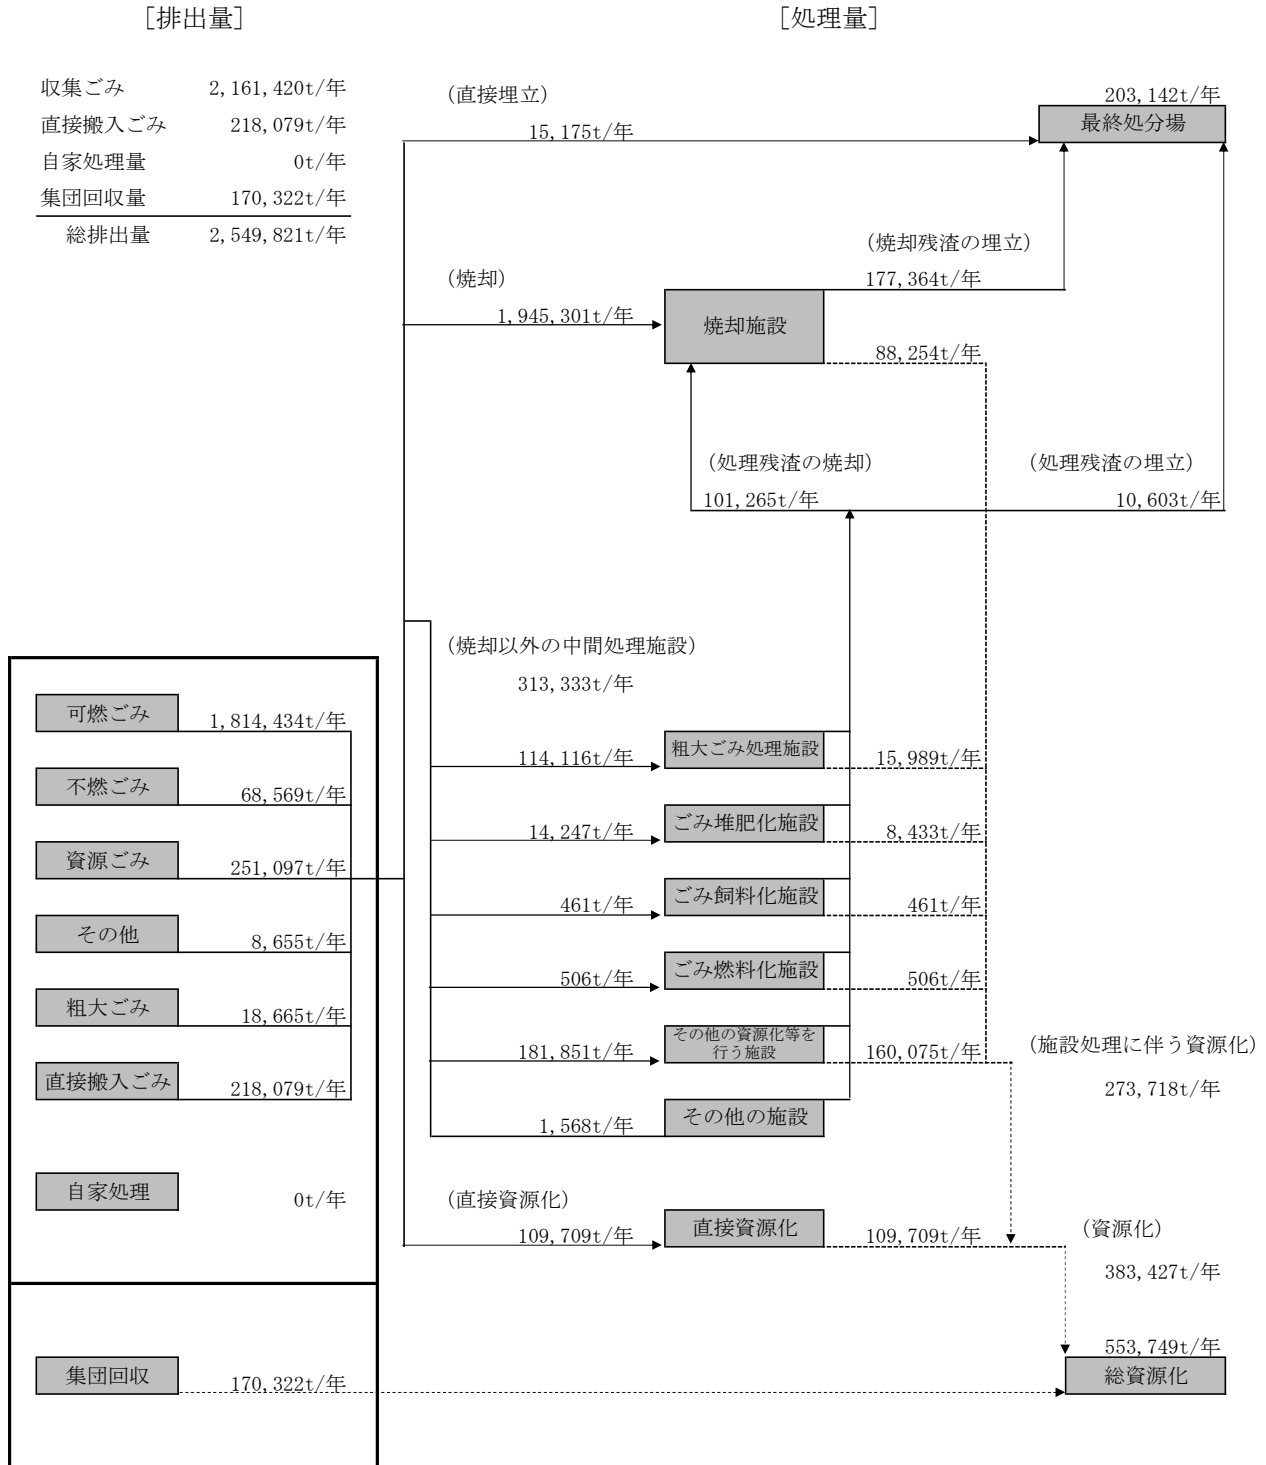 ［排出量］
［処理量］
収集ごみ 2,161,420t/年
直接搬入ごみ 218,079t/年
自家処理量 0t/年
集団回収量 170,322t/年
総排出量 2,549,821t/年
（直接埋立）
15,175t/年
203,142t/年
最終処分場
（焼却残渣の埋立）
177,364t/年
（焼却）
1,945,301t/年
焼却施設
88,254t/年
（処理残渣の焼却）
101,265t/年
（処理残渣の埋立）
10,603t/年
（焼却以外の中間処理施設）
313,333t/年
可燃ごみ 1,814,434t/年
不燃ごみ 68,569t/年
資源ごみ 251,097t/年
その他 8,655t/年
粗大ごみ 18,665t/年
直接搬入ごみ 218,079t/年
自家処理 0t/年
集団回収 170,322t/年
114,116t/年 粗大ごみ処理施設 15,989t/年
14,247t/年 ごみ堆肥化施設 8,433t/年
461t/年 ごみ飼料化施設 461t/年
506t/年 ごみ燃料化施設 506t/年
181,851t/年
その他の資源化等を
行う施設
160,075t/年
1,568t/年 その他の施設
（施設処理に伴う資源化）
273,718t/年
（直接資源化）
109,709t/年 直接資源化 109,709t/年
（資源化）
383,427t/年
553,749t/年
総資源化